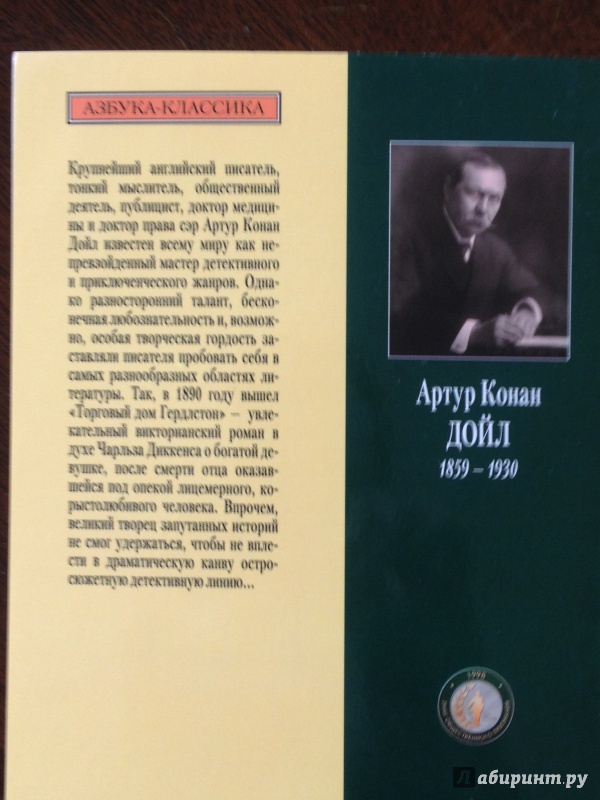 АЗБУКА-КЛАССИКА
Крупнейший английский писатель,
тонкий мыслитель, общественный
деятель, публицист, доктор медици-
ны и доктор права сэр Артур Конан
Дойл известен всему миру как не-
превзойденный мастер детективного
и приключенческого жанров. Одна-
ко разносторонний талант, беско-
нечная любознательность и, возмож-
но, особая творческая гордость за-
ставляли писателя пробовать себя в
самых разнообразных областях ли-
тературы. Так, в 1890 году вышел
«Торговый дом Гердлстон» – увле-
кательный викторианский роман в
духе Чарльза Диккенса о богатой де-
вушке, после смерти отца оказав-
шейся под опекой лицемерного, ко-
рыстолюбивого человека. Впрочем,
великий творец запутанных историй
не смог удержаться, чтобы не впле-
сти в драматическую канву остро-
сюжетную детективную линию...
Артур Конан
ДОЙЛ
1859 – 1930
лабиринт.ру